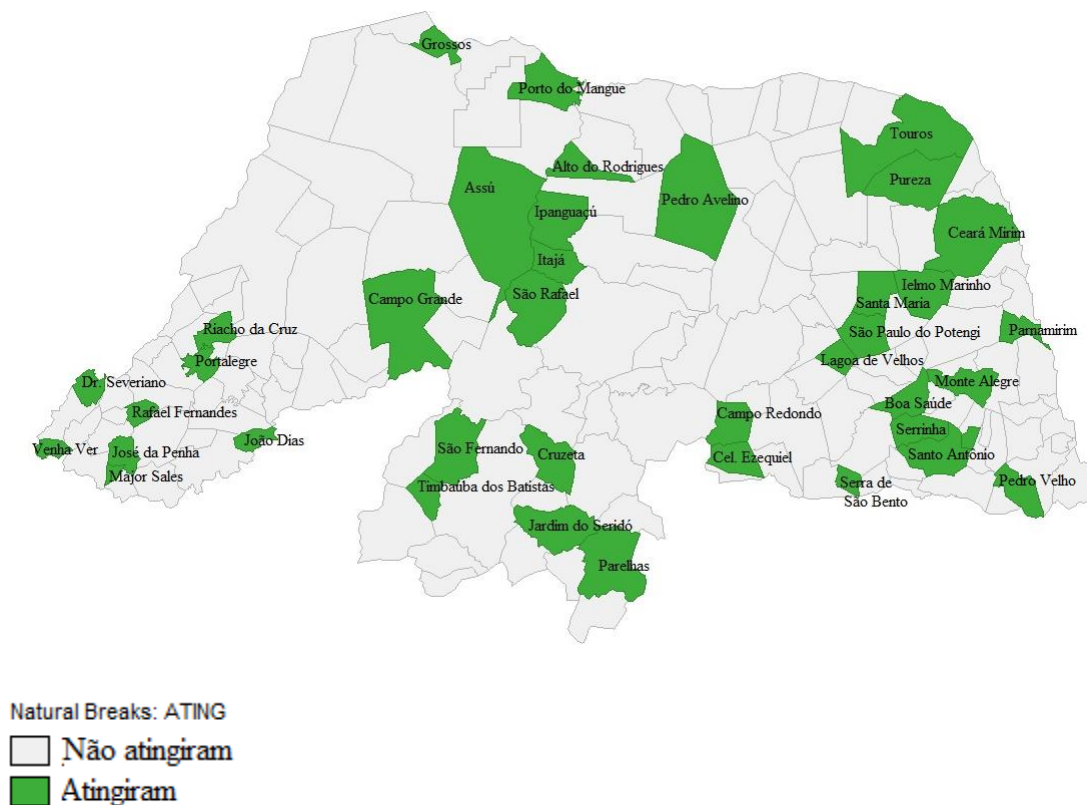 Grossos
Porto do Mangue
Touros
Alto do Rodrigues
Assú
Pureza
Pedro Avelino
Ipanguaçú
Ceará Mirim
Itajá
Ielmo Marinho
São Rafael
Campo Grande
Santa Maria
Riacho da Cruz
São Paulo do Potengi
Parnamirim
Portalegre
Lagoa de Velhos
Dr. Severiano
Monte Alegre
Boa Saúde
Rafael Fernandes
Campo Redondo
Serrinha
João Dias
Venha Ver
José da Penha
São Fernando
Cruzeta
Cel. Ezequiel
Santo Antônio
Major Sales
Timbaúba dos Batistas
Serra de
São Bento
Pedro Velho
Jardim do Seridó
Parelhas
Natural Breaks: ATING
Não atingiram
Atingiram